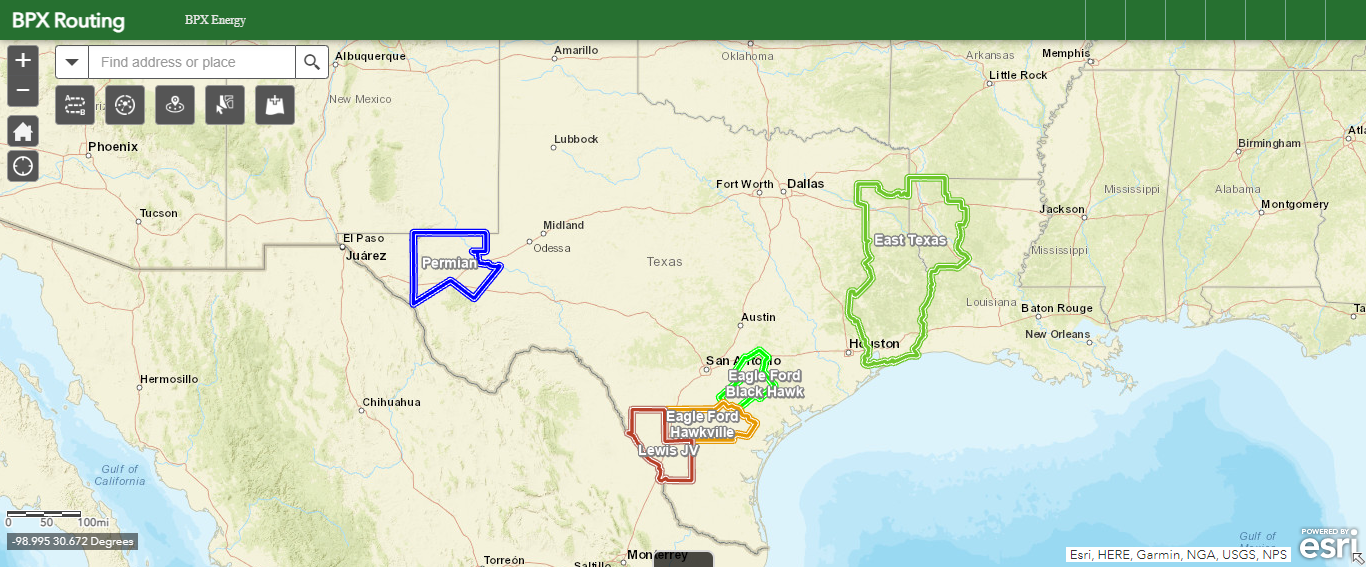 BPX Routing
BPX Energy
Find address or place
Albuquerque
New Mexico
Amarillo
Oklahoma
Arkansas
Memphis
Little Rock
Phoenix
Lubbock
Birmingham
Fort Worth
Dallas
Mississippi
Alabama
Tucson
Montgomery
Jackson
Midland
Odessa
El Paso
Juárez
East Texas
Mississippi
Permian
Texas
Louisiana
Baton Rouge
Austin
New Orleans
Houston
San Antonio
Eagle Ford
Black Hawk
Hermosillo
Chihuahua
Eagle Ford
Hawkville
Lewis JV
Gulf of
California
0 50 100mi
-98.995 30.672 Degrees
Gulf of
POWERED BY
esri
Esri, HERE, Garmin, NGA, USGS, NPS
Monterrey
Torreón
Saltillo